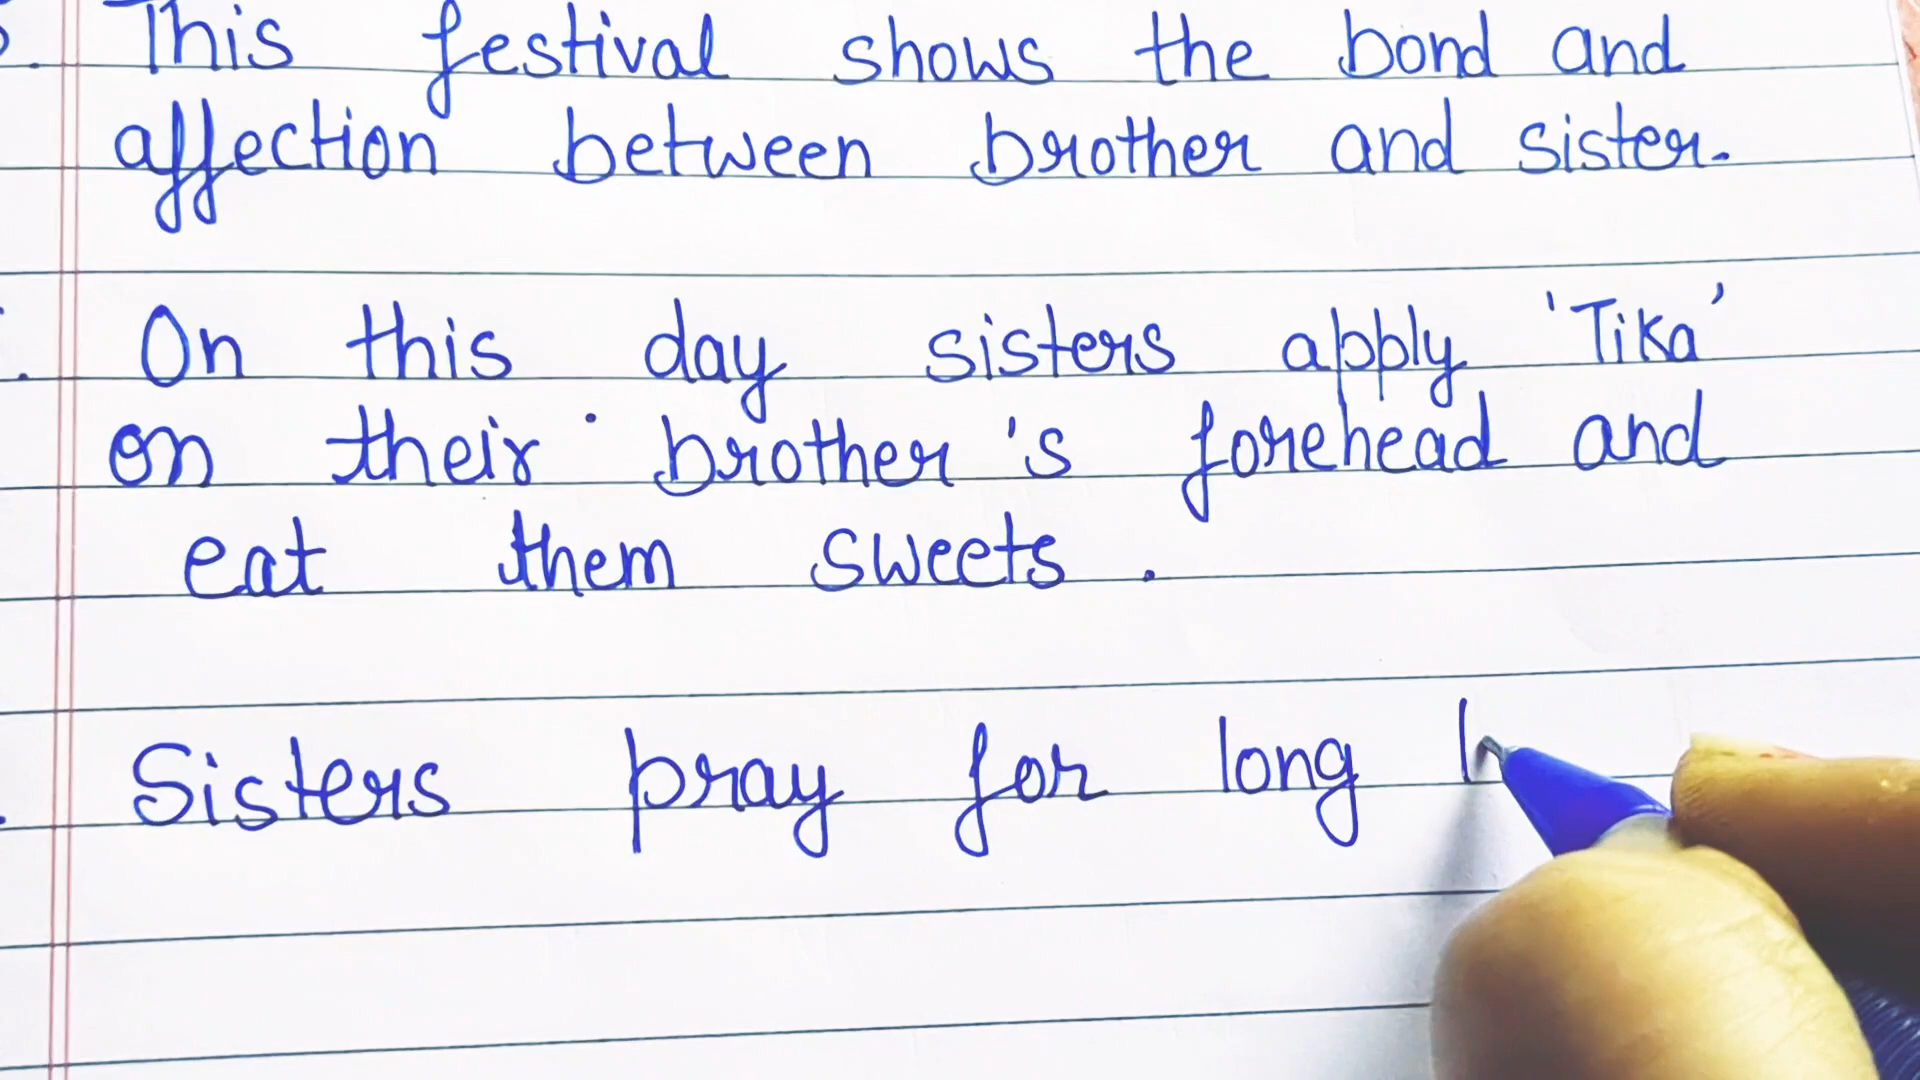 This festival shows the bond and
affection between brother and sister.
On this day sisters apply 'Tika'
on their brother's forehead and
eat them sweets.
Sisters pray for long l